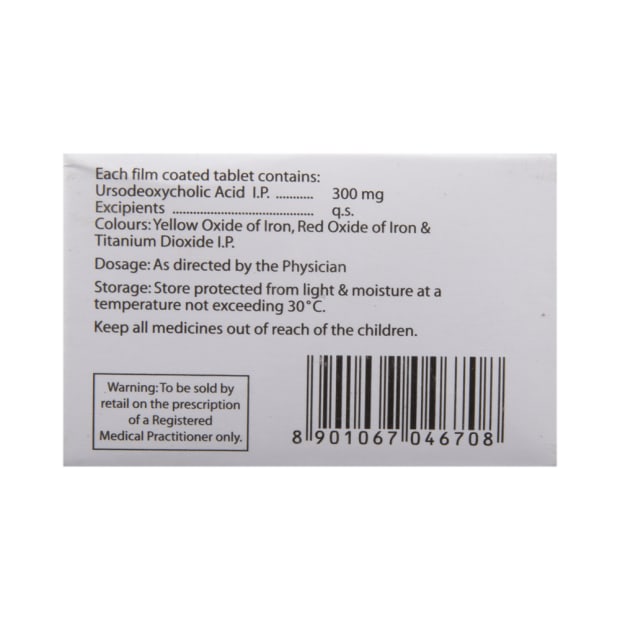 Each film coated tablet contains:
Ursodeoxycholic Acid I.P. ............ 300 mg
Excipients .......................................... q.s.
Colours: Yellow Oxide of Iron, Red Oxide of Iron &
Titanium Dioxide I.P.
Dosage: As directed by the Physician
Storage: Store protected from light & moisture at a
temperature not exceeding 30°C.
Keep all medicines out of reach of the children.
Warning: To be sold by
retail on the prescription
of a Registered
Medical Practitioner only.
8 901067 046708